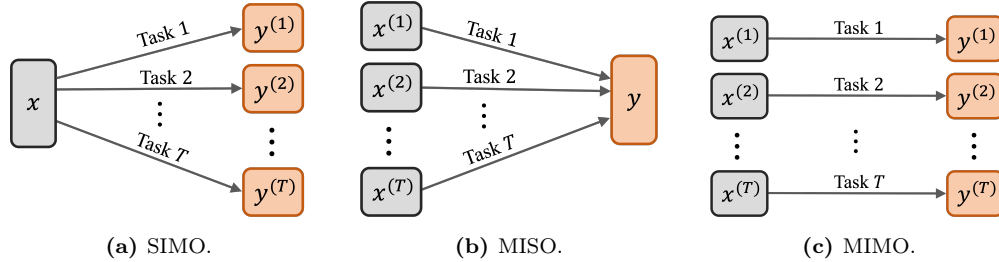 x
Task 1
Task 2
⋮
Task T
y^{(1)}
y^{(2)}
⋮
y^{(T)}
(a) SIMO.
x^{(1)}
x^{(2)}
⋮
x^{(T)}
Task 1
Task 2
⋮
Task T
y
(b) MISO.
x^{(1)} Task 1 y^{(1)}
x^{(2)} Task 2 y^{(2)}
⋮ ⋮ ⋮
x^{(T)} Task T y^{(T)}
(c) MIMO.